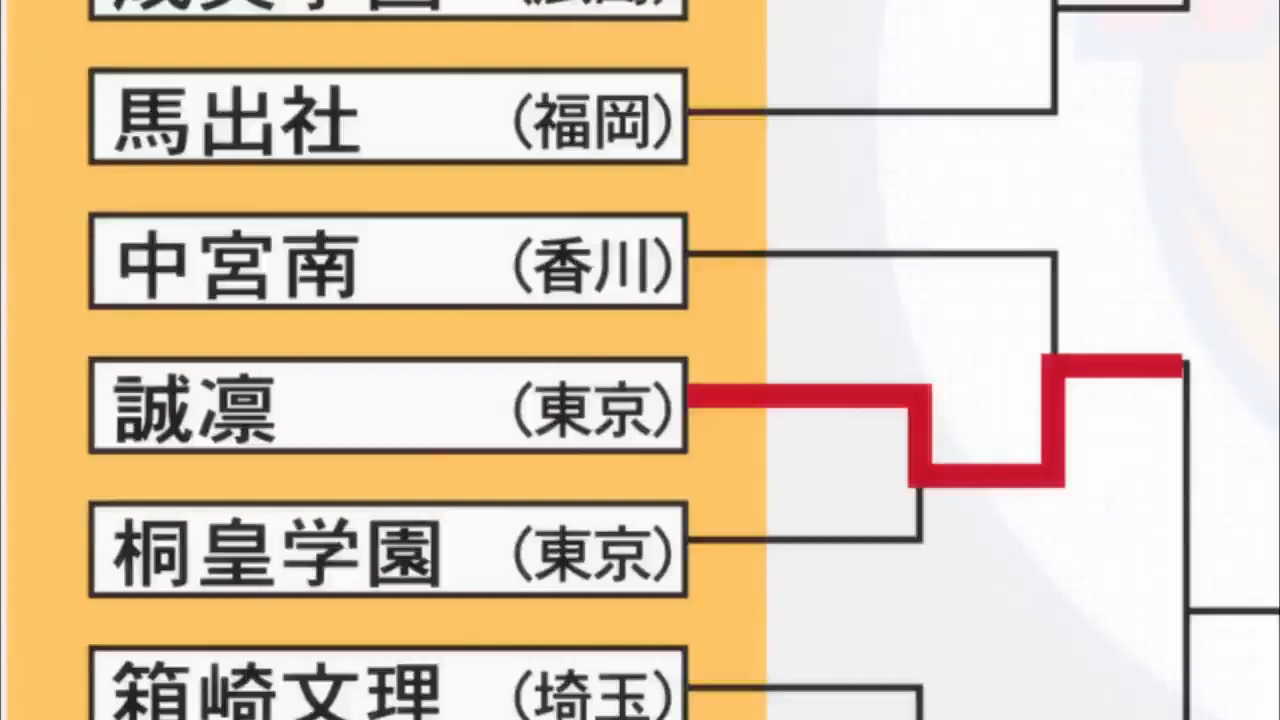 馬出社 （福岡）
中宮南 （香川）
誠凛 （東京）
桐皇学園 （東京）
箱崎文理 （埼玉）